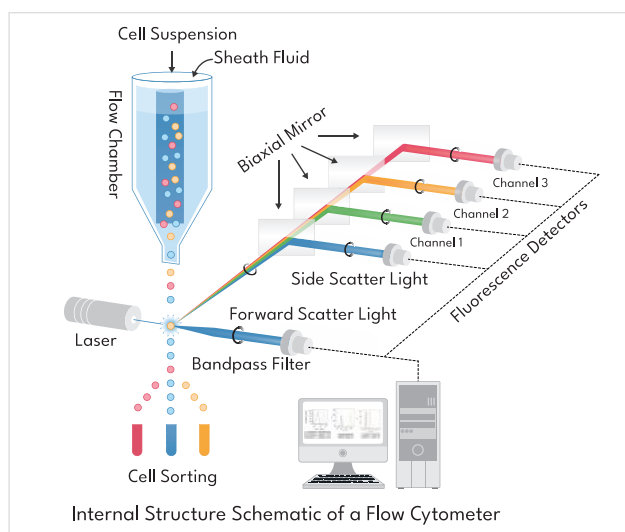 Cell Suspension
Sheath Fluid
Flow Chamber
Biaxial Mirror
Channel 3
Channel 2
Channel 1
Side Scatter Light
Fluorescence Detectors
Forward Scatter Light
Laser
Bandpass Filter
Cell Sorting
Internal Structure Schematic of a Flow Cytometer